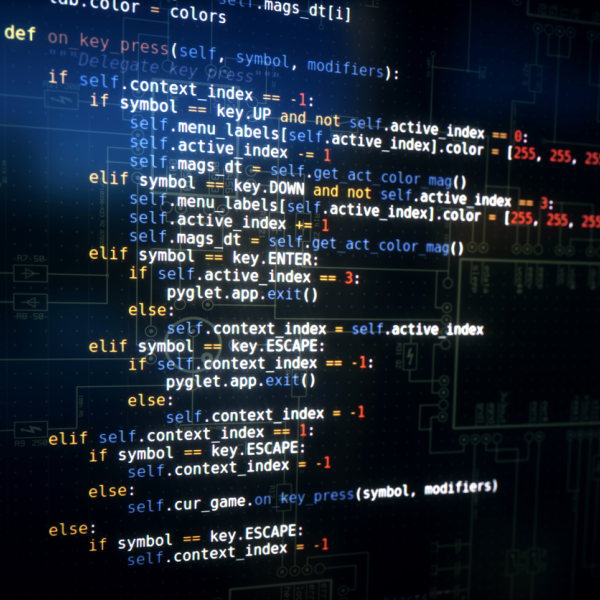 lab.color = colors self.mags_dt[i]
def on_key_press(self, symbol, modifiers):
"""Delegate key press"""
if self.context_index == -1:
if symbol == key.UP and not self.active_index == 0:
self.menu_labels[self.active_index].color = [255, 255, 255
self.active_index -= 1
self.mags_dt = self.get_act_color_mag()
elif symbol == key.DOWN and not self.active_index == 3:
self.menu_labels[self.active_index].color = [255, 255, 255
self.active_index += 1
self.mags_dt = self.get_act_color_mag()
elif symbol == key.ENTER:
if self.active_index == 3:
pyglet.app.exit()
else:
self.context_index = self.active_index
elif symbol == key.ESCAPE:
if self.context_index == -1:
pyglet.app.exit()
else:
self.context_index = -1
elif self.context_index == 1:
if symbol == key.ESCAPE:
self.context_index = -1
else:
self.cur_game.on_key_press(symbol, modifiers)
else:
if symbol == key.ESCAPE:
self.context_index = -1